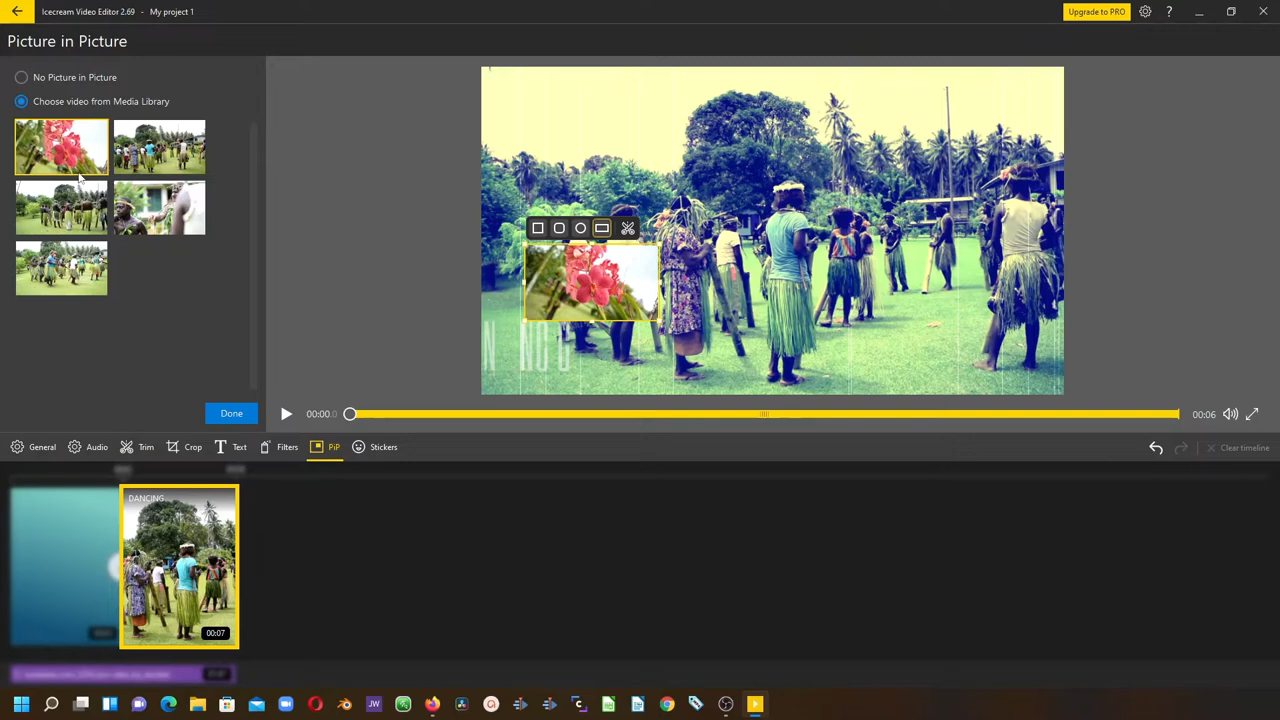 Icecream Video Editor 2.69 - My project 1
Upgrade to PRO
Picture in Picture
No Picture in Picture
Choose video from Media Library
Done
00:00.0
00:06
General
Audio
Trim
Crop
Text
Filters
PiP
Stickers
Clear timeline
DANCING
00:07
JW